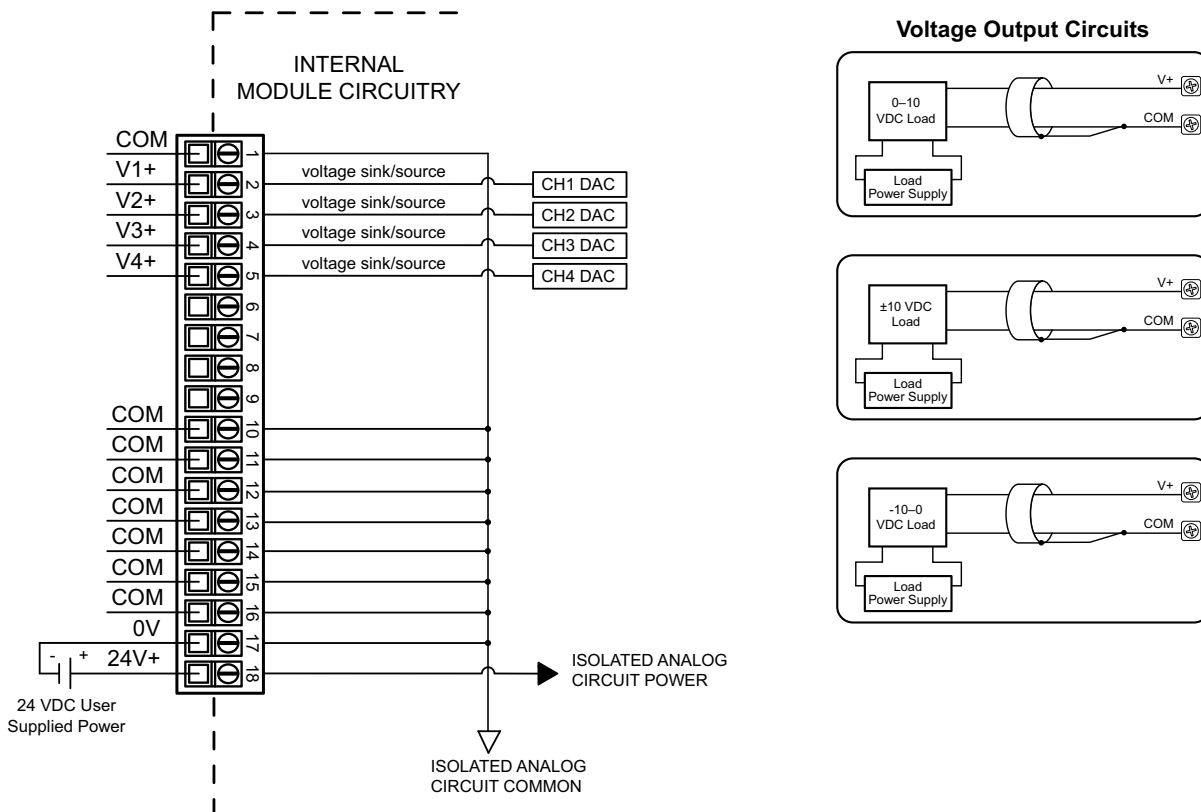 INTERNAL
MODULE CIRCUITRY
COM
V1+
V2+
V3+
V4+
COM
COM
COM
COM
COM
COM
COM
0V
24V+
- +
24 VDC User
Supplied Power
1
2
3
4
5
6
7
8
9
10
11
12
13
14
15
16
17
18
voltage sink/source
voltage sink/source
voltage sink/source
voltage sink/source
CH1 DAC
CH2 DAC
CH3 DAC
CH4 DAC
ISOLATED ANALOG
CIRCUIT POWER
ISOLATED ANALOG
CIRCUIT COMMON
Voltage Output Circuits
0–10
VDC Load
Load
Power Supply
V+
COM
±10 VDC
Load
Load
Power Supply
V+
COM
-10–0
VDC Load
Load
Power Supply
V+
COM